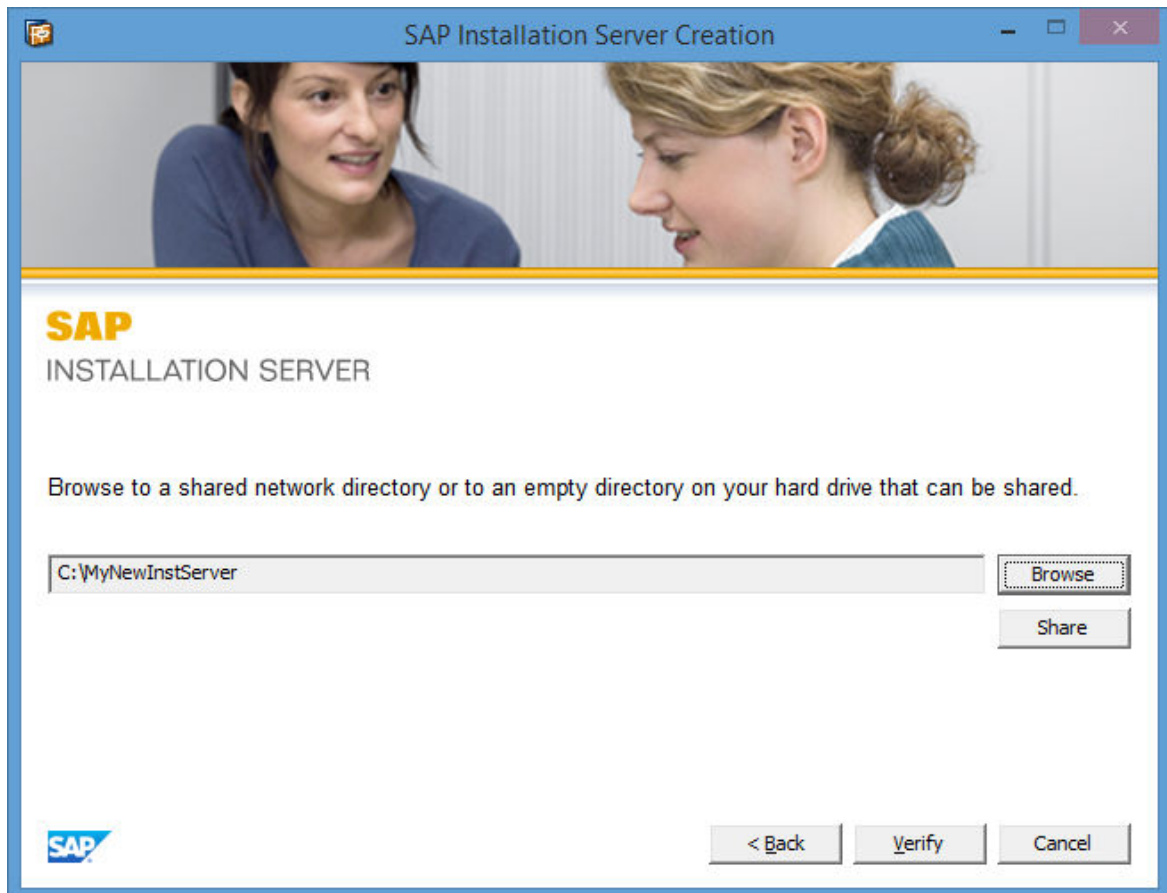 SAP Installation Server Creation
SAP
INSTALLATION SERVER
Browse to a shared network directory or to an empty directory on your hard drive that can be shared.
C:\MyNewInstServer
Browse
Share
SAP
< Back
Verify
Cancel